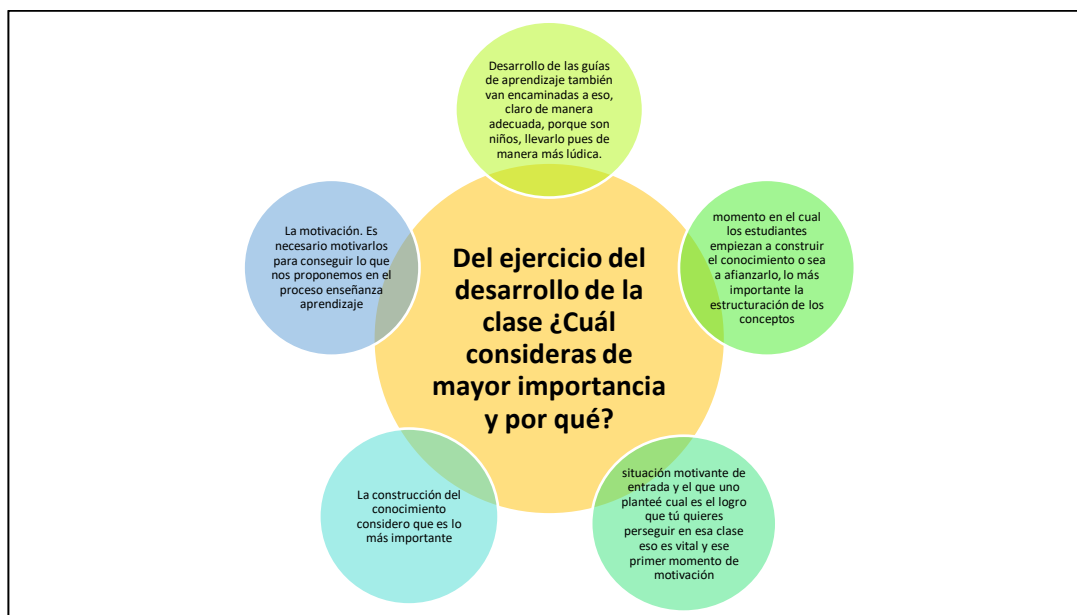 Desarrollo de las guías
de aprendizaje también
van encaminadas a eso,
claro de manera
adecuada, porque son
niños, llevarlo pues de
manera más lúdica.
momento en el cual
los estudiantes
empiezan a construir
el conocimiento o sea
a afianzarlo, lo más
importante la
estructuración de los
conceptos
situación motivante de
entrada y el que uno
planteé cual es el logro
que tú quieres
perseguir en esa clase
eso es vital y ese
primer momento de
motivación
La construcción del
conocimiento
considero que es lo
más importante
La motivación. Es
necesario motivarlos
para conseguir lo que
nos proponemos en el
proceso enseñanza
aprendizaje
Del ejercicio del
desarrollo de la
clase ¿Cuál
consideras de
mayor importancia
y por qué?